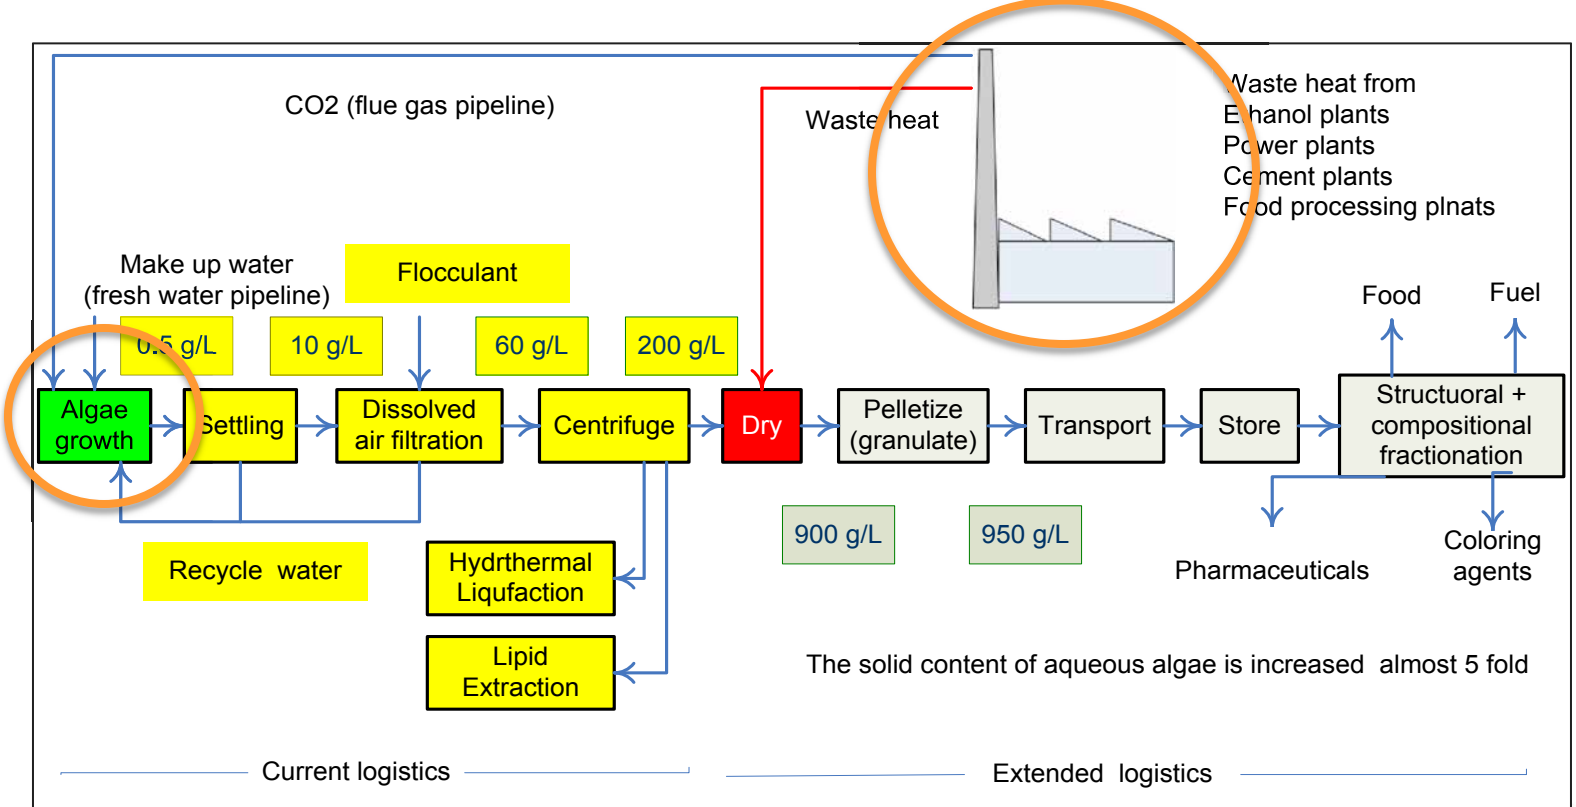 CO2 (flue gas pipeline)
Waste heat
Waste heat from
Ethanol plants
Power plants
Cement plants
Food processing plnats
Make up water
(fresh water pipeline)
Flocculant
Food
Fuel
0.5 g/L
10 g/L
60 g/L
200 g/L
Algae
growth
Settling
Dissolved
air filtration
Centrifuge
Dry
Pelletize
(granulate)
Transport
Store
Structuoral +
compositional
fractionation
900 g/L
950 g/L
Recycle water
Hydrthermal
Liqufaction
Pharmaceuticals
Coloring
agents
Lipid
Extraction
The solid content of aqueous algae is increased almost 5 fold
Current logistics
Extended logistics